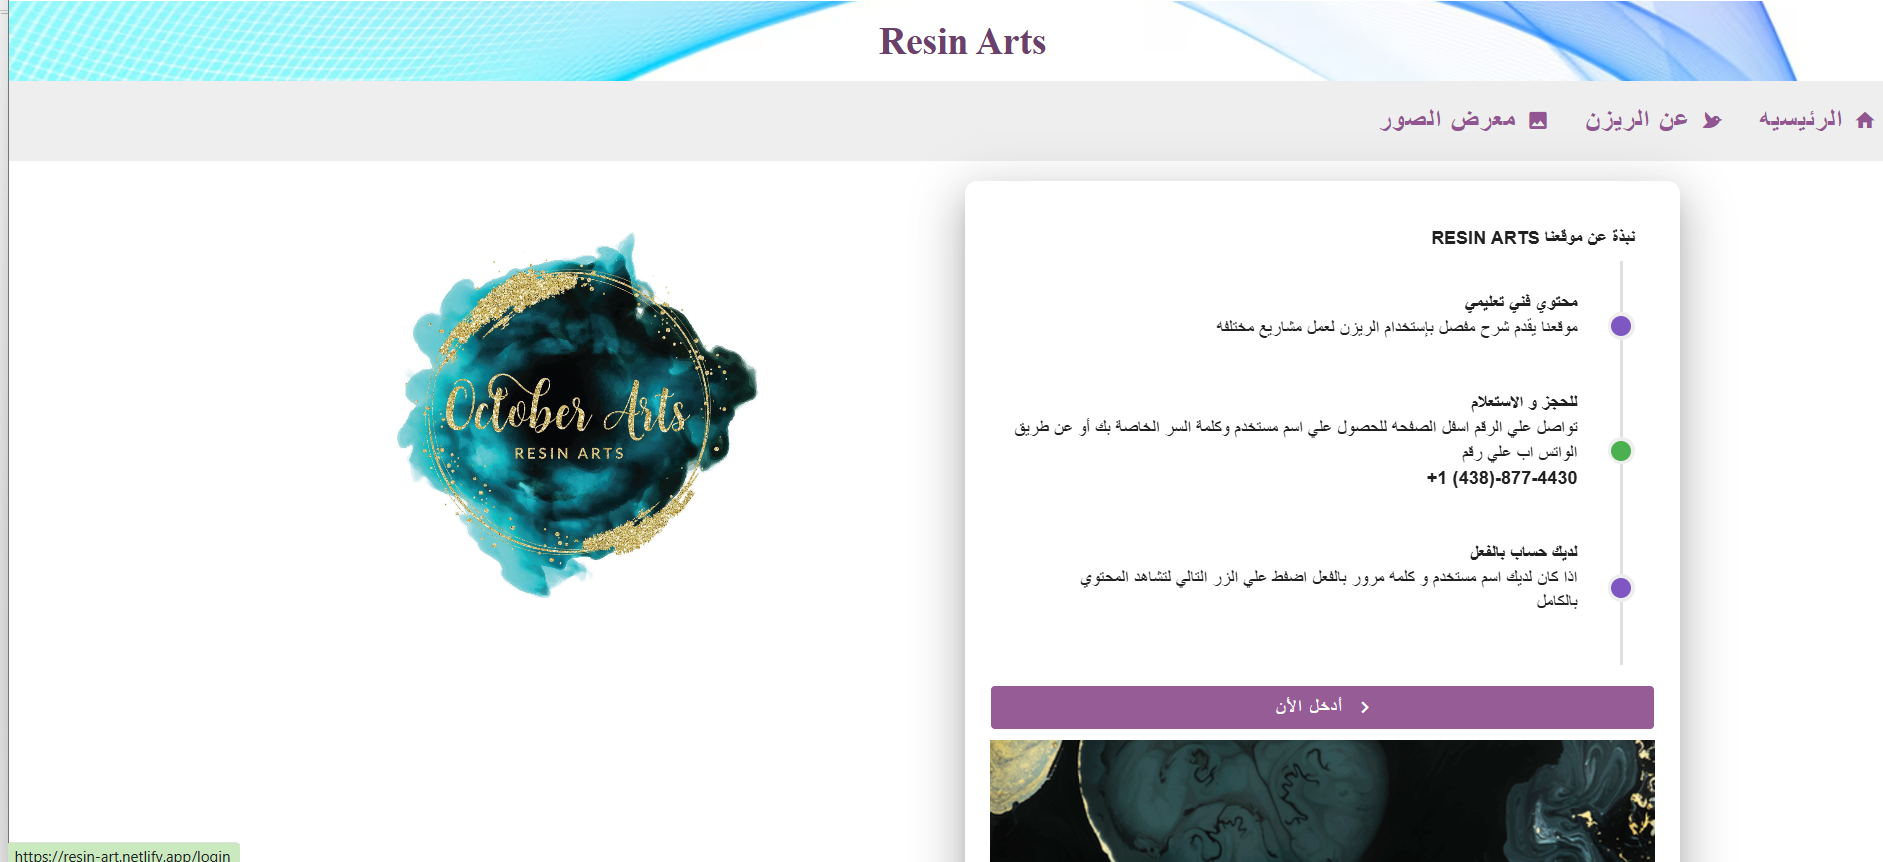 Resin Arts
الرئيسيه
عن الريزن
معرض الصور
نبذة عن موقعنا RESIN ARTS
محتوي فني تعليمي
موقعنا يقدم شرح مفصل بإستخدام الريزن لعمل مشاريع مختلفه
للحجز و الاستعلام
تواصل علي الرقم اسفل الصفحه للحصول علي اسم مستخدم وكلمة السر الخاصة بك أو عن طريق
الواتس اب علي رقم
+1 (438)-877-4430
لديك حساب بالفعل
اذا كان لديك اسم مستخدم و كلمه مرور بالفعل اضفط علي الزر التالي لتشاهد المحتوي
بالكامل
أدخل الأن
October Arts
RESIN ARTS
https://resin-art.netlify.app/login